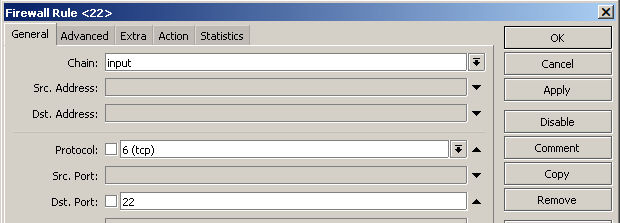 Firewall Rule <22>
General Advanced Extra Action Statistics
Chain: input
Src. Address:
Dst. Address:
Protocol: 6 (tcp)
Src. Port:
Dst. Port: 22
OK
Cancel
Apply
Disable
Comment
Copy
Remove